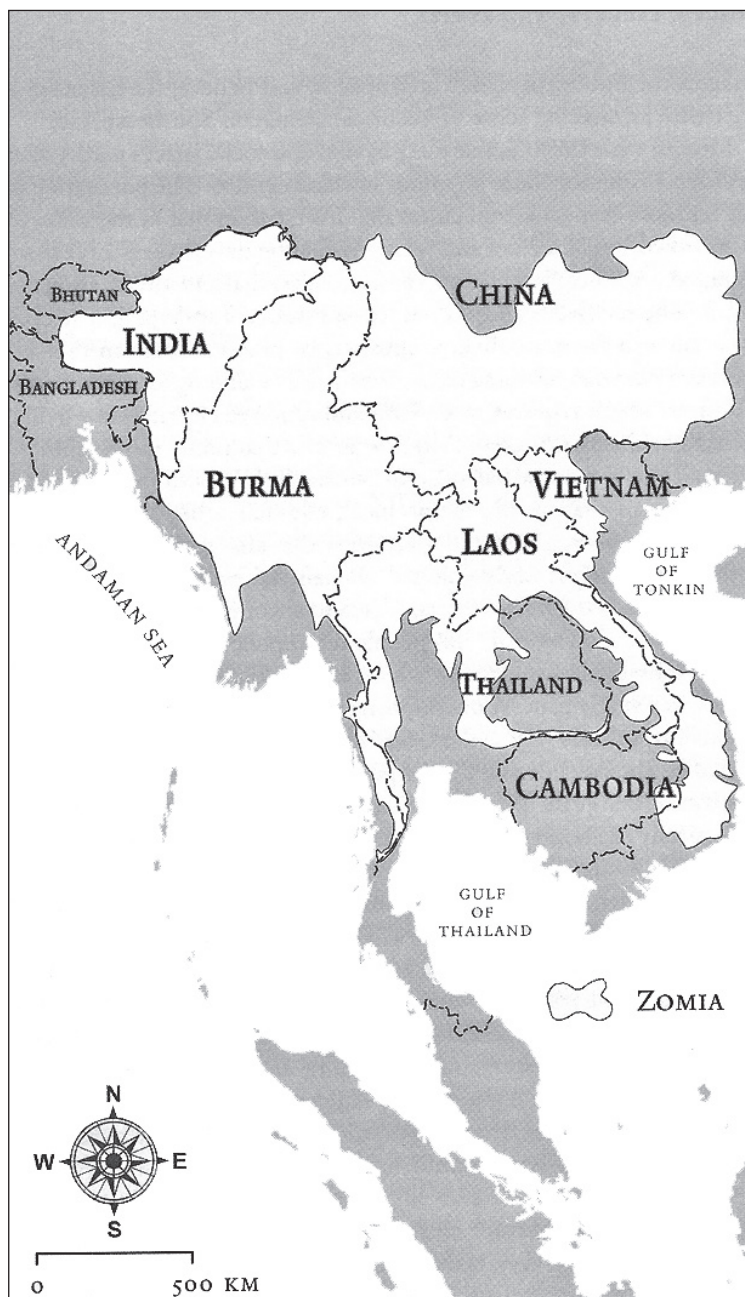 BHUTAN
CHINA
INDIA
BANGLADESH
BURMA
VIETNAM
LAOS
GULF
OF
TONKIN
ANDAMAN SEA
THAILAND
CAMBODIA
GULF
OF
THAILAND
ZOMIA
N
W E
S
0 500 KM